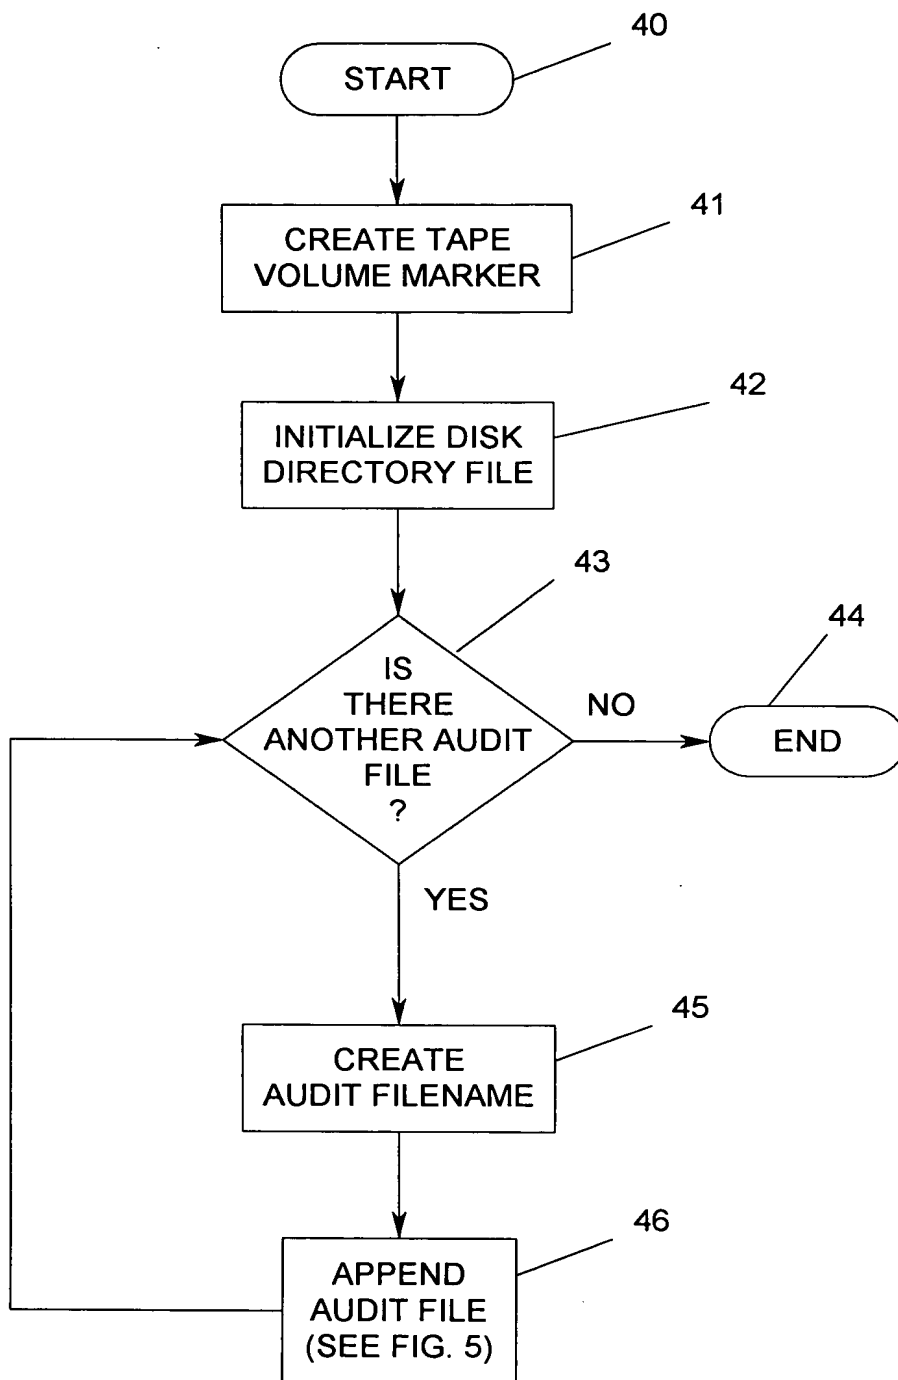 40
START
41
CREATE TAPE
VOLUME MARKER
42
INITIALIZE DISK
DIRECTORY FILE
43
IS
THERE
ANOTHER AUDIT
FILE
?
NO
44
END
YES
45
CREATE
AUDIT FILENAME
46
APPEND
AUDIT FILE
(SEE FIG. 5)